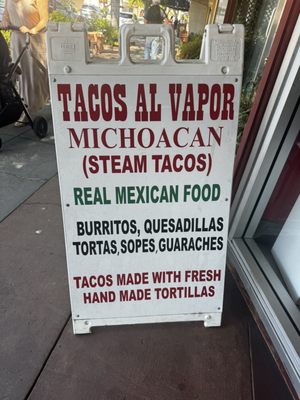 TACOS AL VAPOR
MICHOACAN
(STEAM TACOS)
REAL MEXICAN FOOD
BURRITOS, QUESADILLAS
TORTAS,SOPES,GUARACHES
TACOS MADE WITH FRESH
HAND MADE TORTILLAS